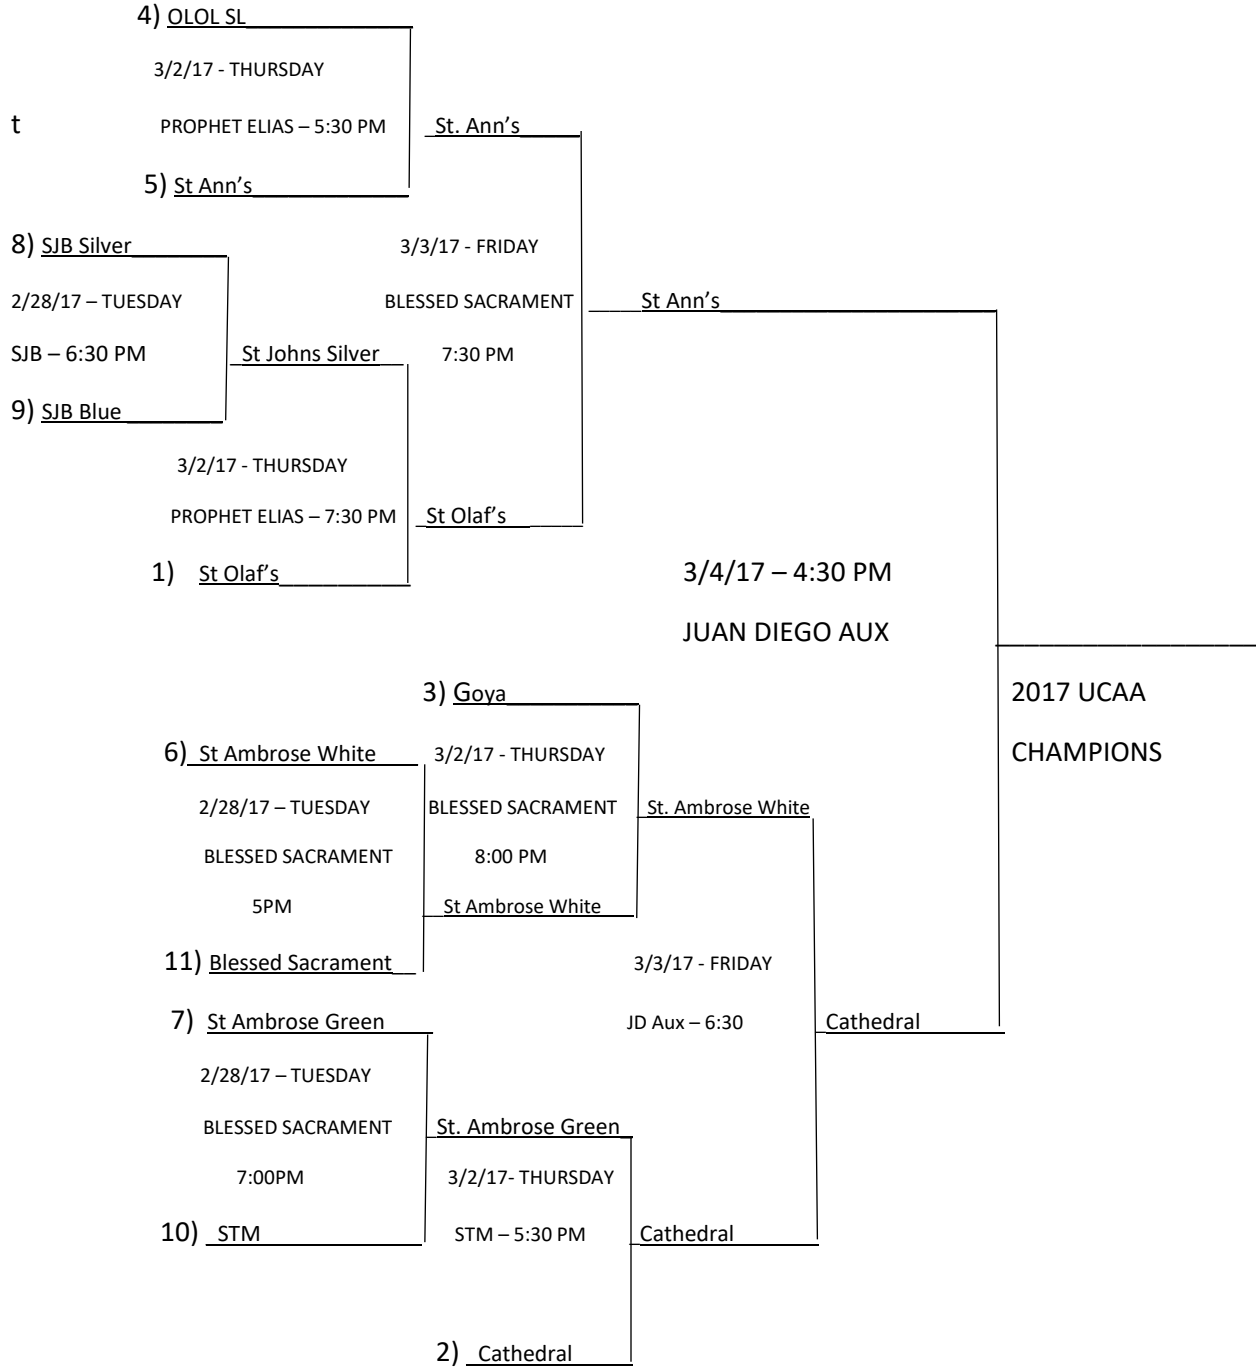 4) OLOL SL
3/2/17 - THURSDAY
t
PROPHET ELIAS – 5:30 PM
St. Ann’s
5) St Ann’s
8) SJB Silver
3/3/17 - FRIDAY
2/28/17 – TUESDAY
BLESSED SACRAMENT
St Ann’s
SJB – 6:30 PM
St Johns Silver
7:30 PM
9) SJB Blue
3/2/17 - THURSDAY
PROPHET ELIAS – 7:30 PM
St Olaf’s
1) St Olaf’s
3/4/17 – 4:30 PM
JUAN DIEGO AUX
3) Goya
2017 UCAA
6) St Ambrose White
3/2/17 - THURSDAY
CHAMPIONS
2/28/17 – TUESDAY
BLESSED SACRAMENT
St. Ambrose White
BLESSED SACRAMENT
8:00 PM
5PM
St Ambrose White
11) Blessed Sacrament
3/3/17 - FRIDAY
7) St Ambrose Green
JD Aux – 6:30
Cathedral
2/28/17 – TUESDAY
BLESSED SACRAMENT
St. Ambrose Green
7:00PM
3/2/17- THURSDAY
10) STM
STM – 5:30 PM
Cathedral
2) Cathedral